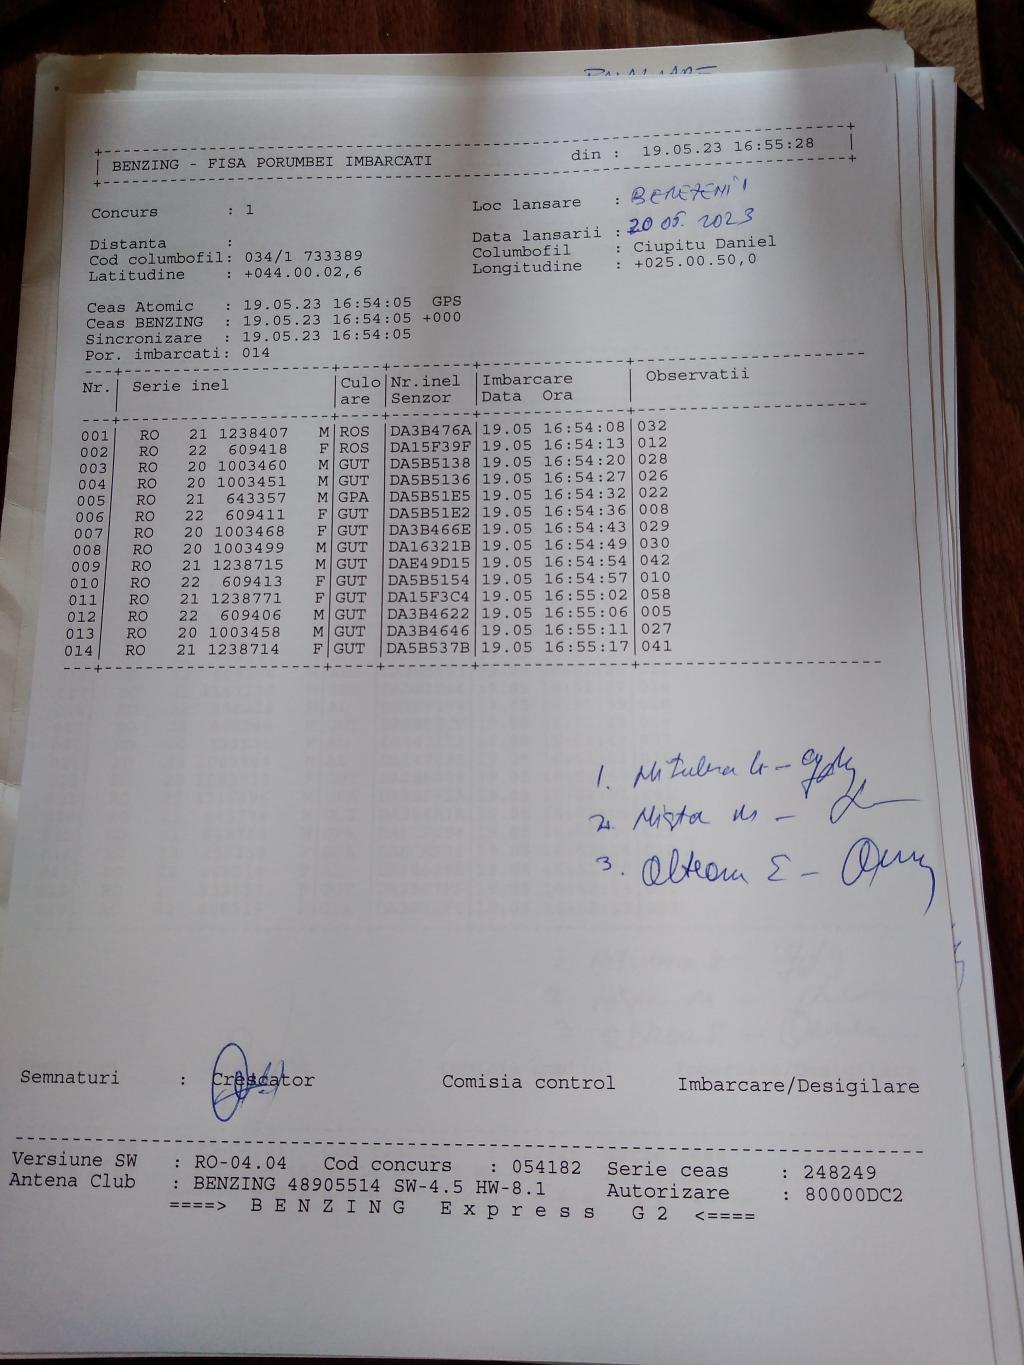 BENZING - FISA PORUMBEI IMBARCATI din : 19.05.23 16:55:28
Concurs : 1 Loc lansare : BEREZENI 1
Distanta : Data lansarii : 20 05. 2023
Cod columbofil: 034/1 733389 Columbofil : Ciupitu Daniel
Latitudine : +044.00.02,6 Longitudine : +025.00.50,0
Ceas Atomic : 19.05.23 16:54:05 GPS
Ceas BENZING : 19.05.23 16:54:05 +000
Sincronizare : 19.05.23 16:54:05
Por. imbarcati: 014
Nr. Serie inel Culo Nr.inel Imbarcare Observatii
are Senzor Data Ora
001 RO 21 1238407 M ROS DA3B476A 19.05 16:54:08 032
002 RO 22 609418 F ROS DA15F39F 19.05 16:54:13 012
003 RO 20 1003460 M GUT DA5B5138 19.05 16:54:20 028
004 RO 20 1003451 M GUT DA5B5136 19.05 16:54:27 026
005 RO 21 643357 M GPA DA5B51E5 19.05 16:54:32 022
006 RO 22 609411 F GUT DA5B51E2 19.05 16:54:36 008
007 RO 20 1003468 F GUT DA3B466E 19.05 16:54:43 029
008 RO 20 1003499 M GUT DA16321B 19.05 16:54:49 030
009 RO 21 1238715 M GUT DAE49D15 19.05 16:54:54 042
010 RO 22 609413 F GUT DA5B5154 19.05 16:54:57 010
011 RO 21 1238771 F GUT DA15F3C4 19.05 16:55:02 058
012 RO 22 609406 M GUT DA3B4622 19.05 16:55:06 005
013 RO 20 1003458 M GUT DA3B4646 19.05 16:55:11 027
014 RO 21 1238714 F GUT DA5B537B 19.05 16:55:17 041
1.
2.
3.
Semnaturi : Crescator Comisia control Imbarcare/Desigilare
Versiune SW : RO-04.04 Cod concurs : 054182 Serie ceas : 248249
Antena Club : BENZING 48905514 SW-4.5 HW-8.1 Autorizare : 80000DC2
====> B E N Z I N G E x p r e s s G 2 <====